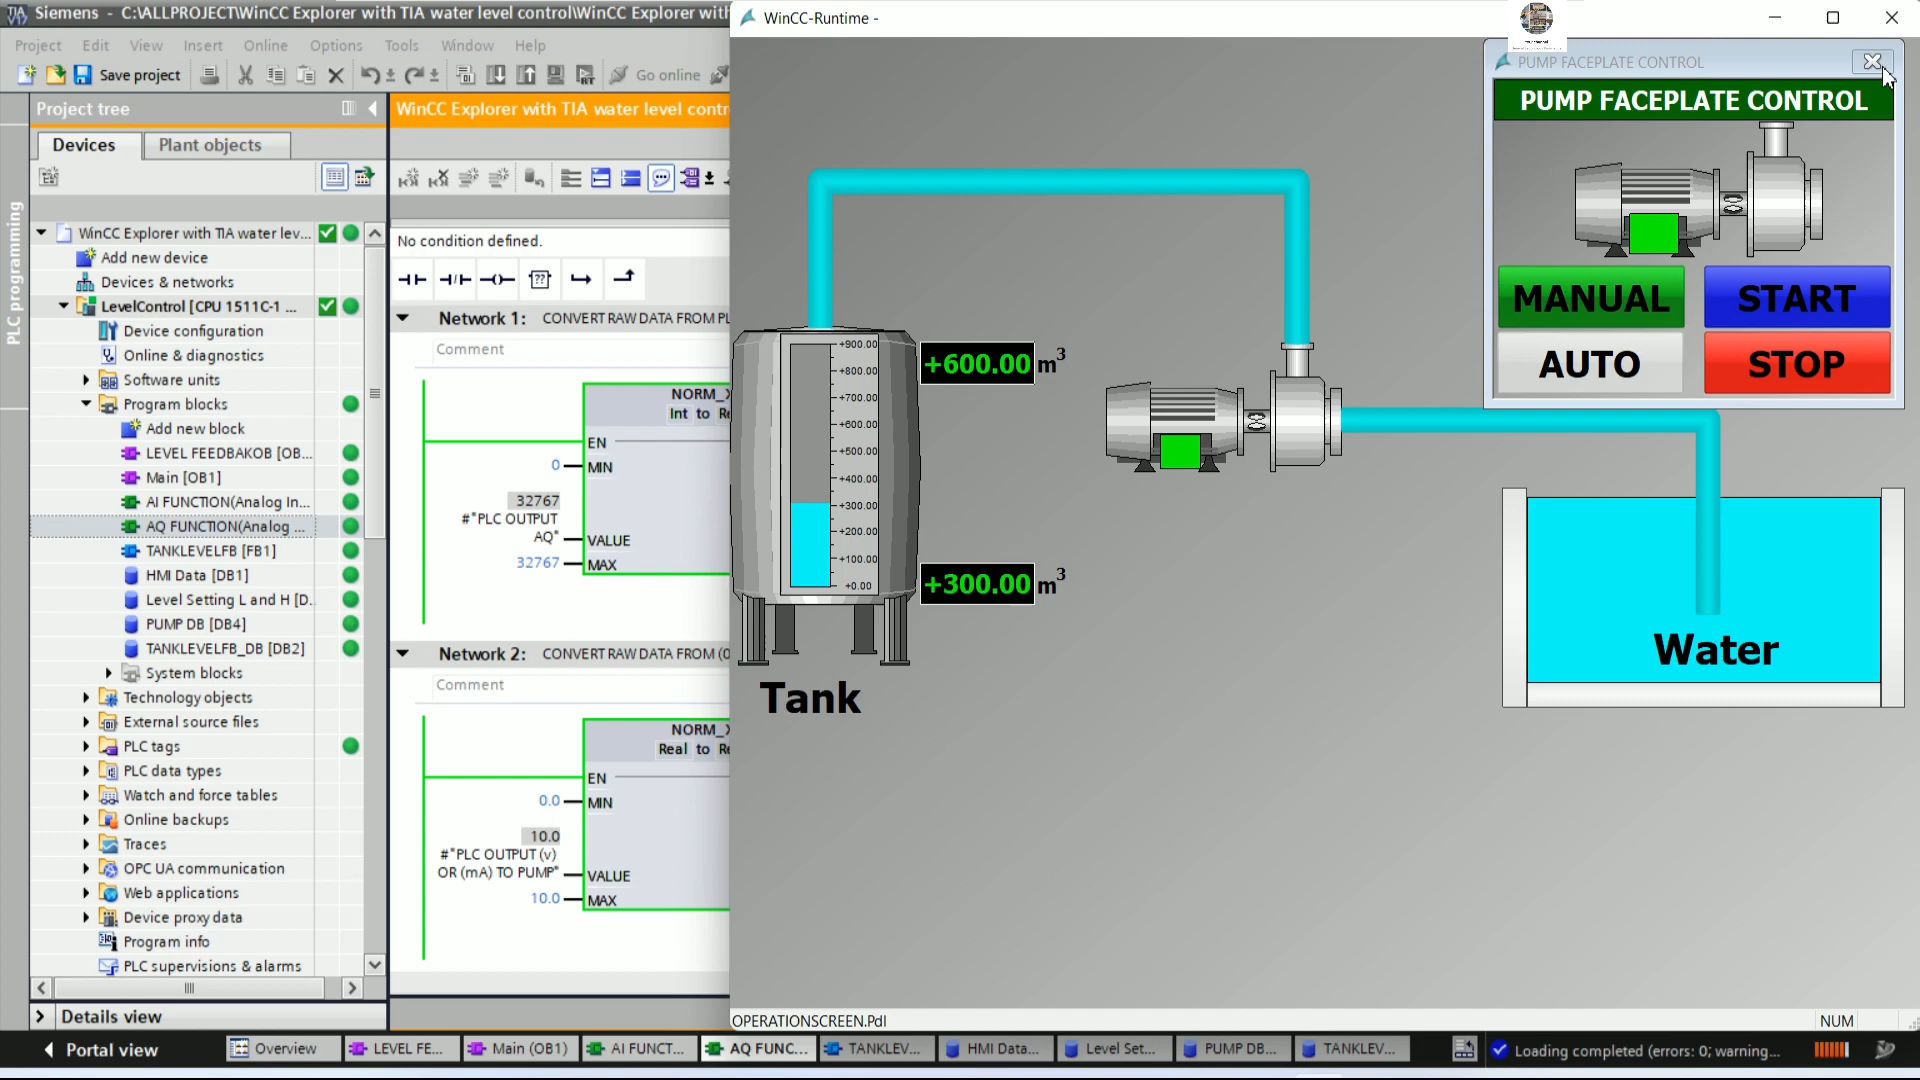 Siemens - C:\ALLPROJECT\WinCC Explorer with TIA water level control\WinCC Explorer with
Project Edit View Insert Online Options Tools Window Help
Save project
Go online
Project tree
Devices
Plant objects
PLC programming
WinCC Explorer with TIA water lev...
Add new device
Devices & networks
LevelControl [CPU 1511C-1 ...
Device configuration
Online & diagnostics
Software units
Program blocks
Add new block
LEVEL FEEDBAKOB [OB...
Main [OB1]
AI FUNCTION(Analog In...
AQ FUNCTION(Analog ...
TANKLEVELFB [FB1]
HMI Data [DB1]
Level Setting L and H [D...
PUMP DB [DB4]
TANKLEVELFB_DB [DB2]
System blocks
Technology objects
External source files
PLC tags
PLC data types
Watch and force tables
Online backups
Traces
OPC UA communication
Web applications
Device proxy data
Program info
PLC supervisions & alarms
Details view
WinCC Explorer with TIA water level contr
No condition defined.
??
Network 1: CONVERT RAW DATA FROM PL
Comment
NORM_X
Int to Re
EN
0 MIN
32767
#"PLC OUTPUT
AQ" VALUE
32767 MAX
Network 2: CONVERT RAW DATA FROM (0
Comment
NORM_X
Real to Re
EN
0.0 MIN
10.0
#"PLC OUTPUT (v)
OR (mA) TO PUMP" VALUE
10.0 MAX
WinCC-Runtime -
+900.00
+800.00
+700.00
+600.00
+500.00
+400.00
+300.00
+200.00
+100.00
+0.00
+600.00 m3
+300.00 m3
Tank
Water
PUMP FACEPLATE CONTROL
PUMP FACEPLATE CONTROL
MANUAL START
AUTO STOP
OPERATIONSCREEN.Pdl
NUM
Portal view
Overview
LEVEL FE...
Main (OB1)
AI FUNCT...
AQ FUNC...
TANKLEV...
HMI Data...
Level Set...
PUMP DB...
TANKLEV...
Loading completed (errors: 0; warning...